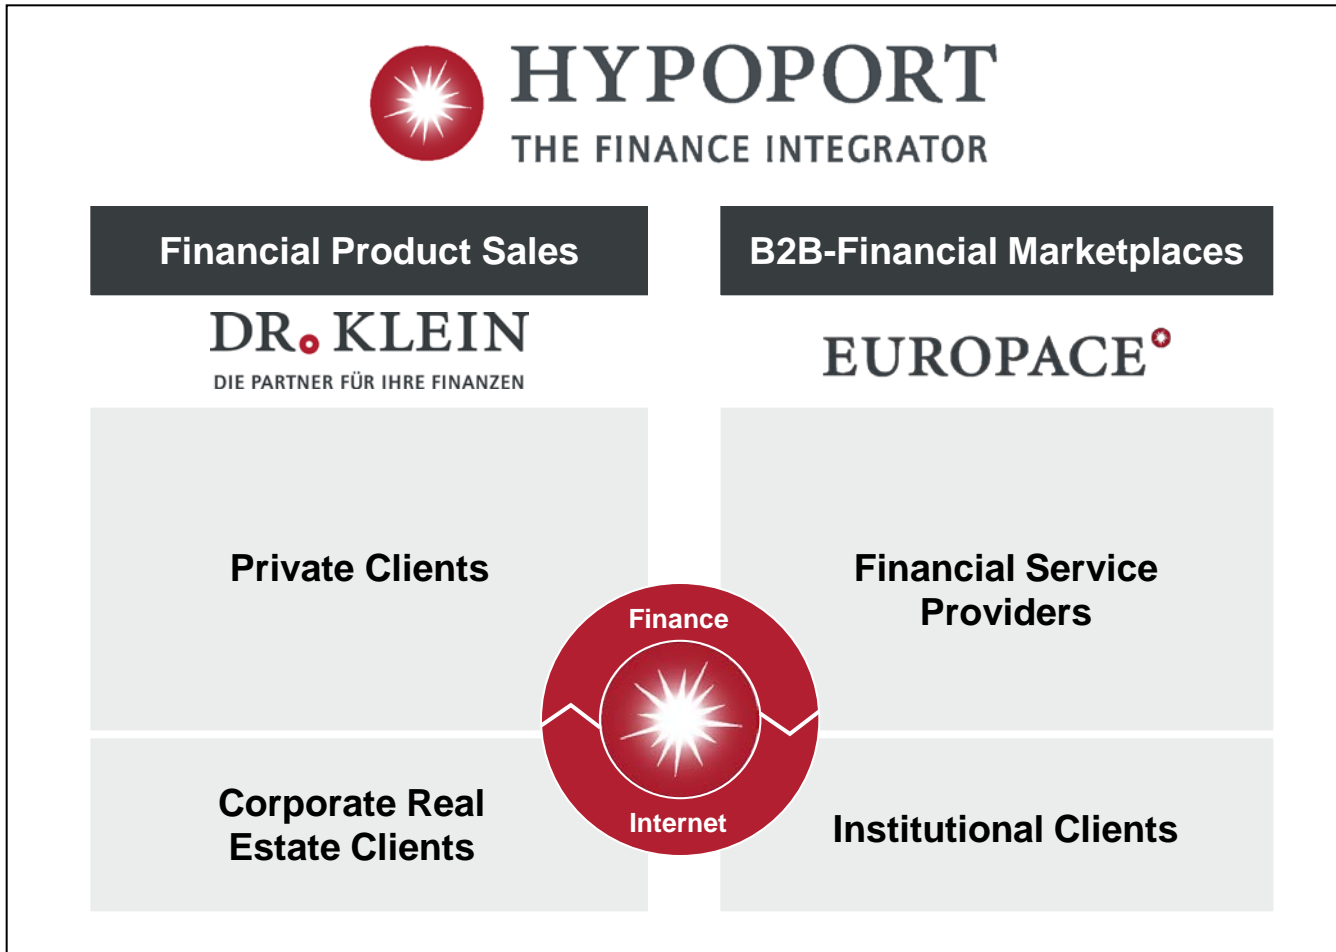 HYPOPORT
THE FINANCE INTEGRATOR
Financial Product Sales
DR. KLEIN
DIE PARTNER FÜR IHRE FINANZEN
Private Clients
Corporate Real
Estate Clients
B2B-Financial Marketplaces
EUROPACE
Financial Service
Providers
Institutional Clients
Finance
Internet